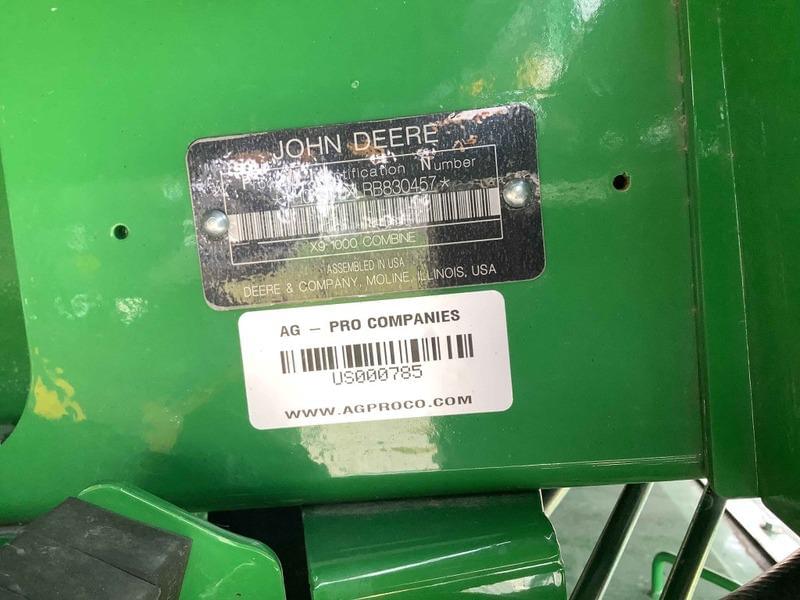 JOHN DEERE
Identification Number
RB830457*
X9 1000 COMBINE
ASSEMBLED IN USA
DEERE & COMPANY, MOLINE, ILLINOIS, USA
AG - PRO COMPANIES
US000785
WWW.AGPROCO.COM